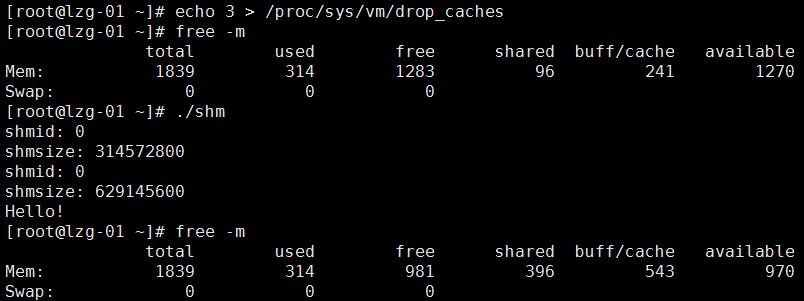 [root@lzg-01 ~]# echo 3 > /proc/sys/vm/drop_caches
[root@lzg-01 ~]# free -m
              total        used        free      shared  buff/cache   available
Mem:           1839         314        1283          96         241        1270
Swap:             0           0           0
[root@lzg-01 ~]# ./shm
shmid: 0
shmsize: 314572800
shmid: 0
shmsize: 629145600
Hello!
[root@lzg-01 ~]# free -m
              total        used        free      shared  buff/cache   available
Mem:           1839         314         981         396         543         970
Swap:             0           0           0